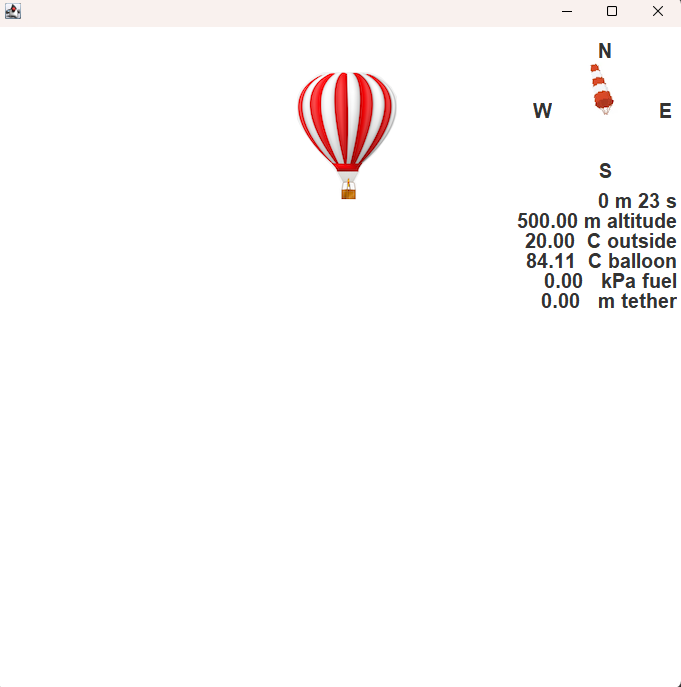 N
W E
S
0 m 23 s
500.00 m altitude
20.00 C outside
84.11 C balloon
0.00 kPa fuel
0.00 m tether